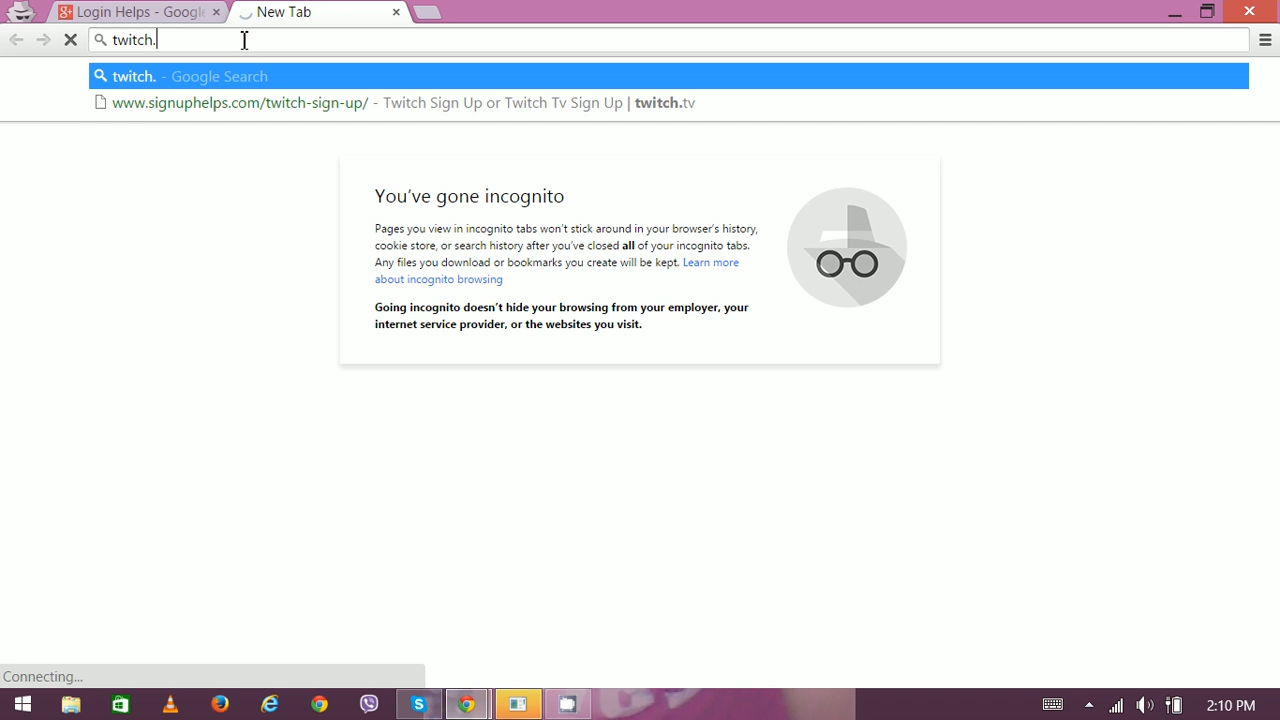 Login Helps - Google
New Tab
twitch.
twitch. - Google Search
www.signuphelps.com/twitch-sign-up/ - Twitch Sign Up or Twitch Tv Sign Up | twitch.tv
You've gone incognito
Pages you view in incognito tabs won't stick around in your browser's history,
cookie store, or search history after you've closed all of your incognito tabs.
Any files you download or bookmarks you create will be kept. Learn more
about incognito browsing
Going incognito doesn't hide your browsing from your employer, your
internet service provider, or the websites you visit.
Connecting...
2:10 PM